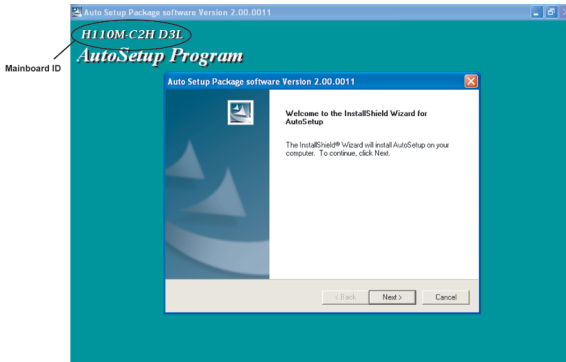 Auto Setup Package software Version 2.00.0011
H110M-C2H D3L
AutoSetup Program
Mainboard ID
Auto Setup Package software Version 2.00.0011
Welcome to the InstallShield Wizard for
AutoSetup
The InstallShield® Wizard will install AutoSetup on your
computer. To continue, click Next.
< Back
Next >
Cancel